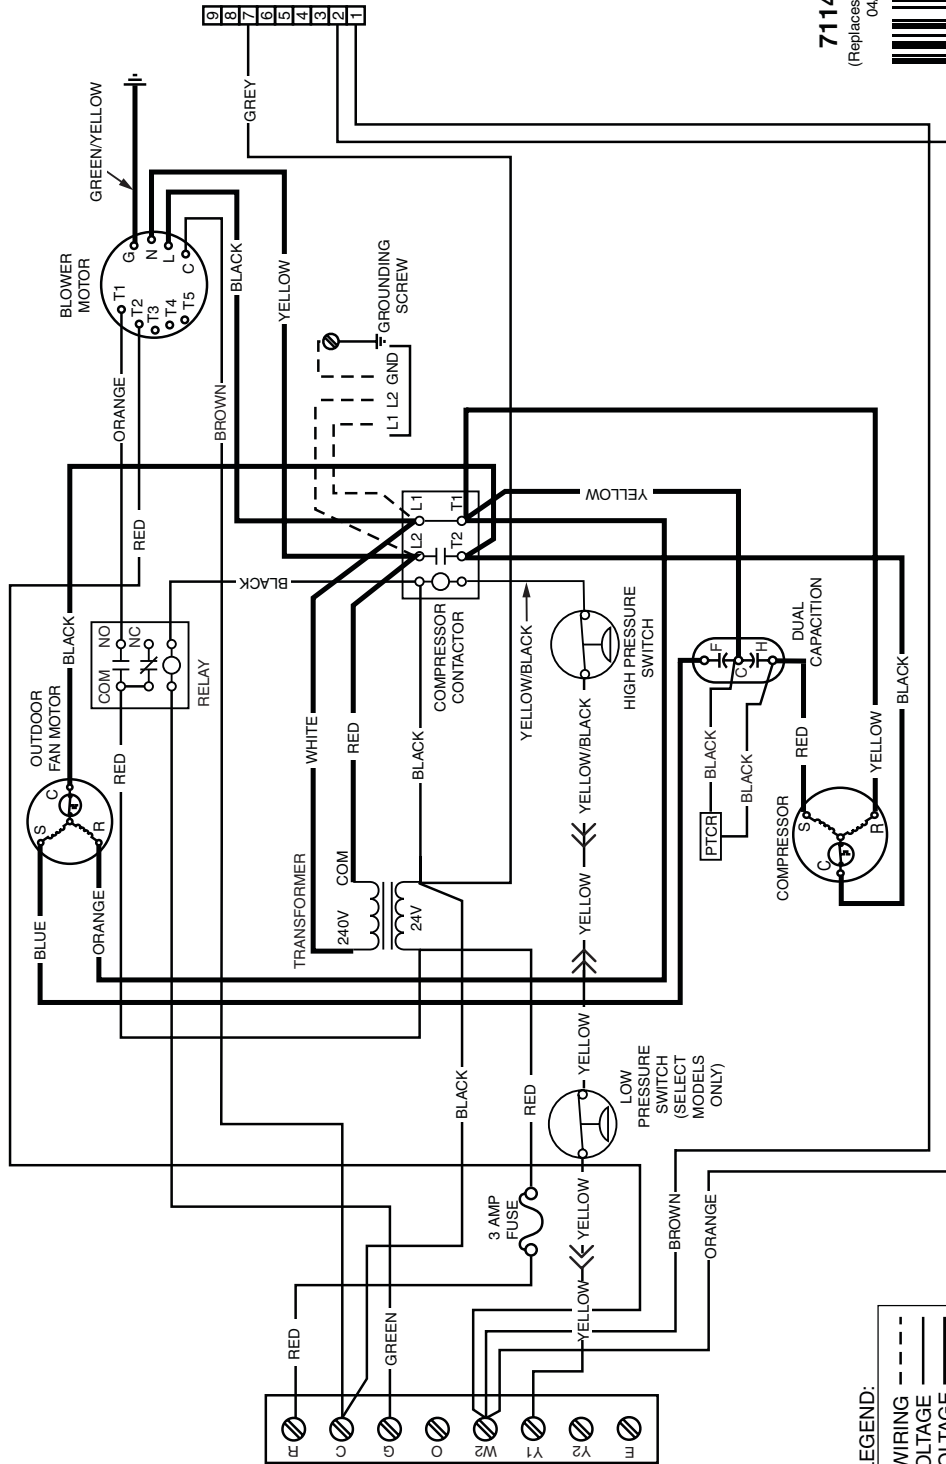 9
8
7
6
5
4
3
2
1
7114
(Replaces
04
GREY
GREEN/YELLOW
BLOWER
MOTOR
G
N
L
C
T1
T2
T3
T4
T5
BLACK
YELLOW
GROUNDING
SCREW
L1 L2 GND
ORANGE
BROWN
RED
BLACK
YELLOW
L1
L2
T1
T2
COMPRESSOR
CONTACTOR
BLACK
COM
NO
NC
RELAY
OUTDOOR
FAN MOTOR
C
S
R
RED
WHITE
RED
BLACK
YELLOW/BLACK
HIGH PRESSURE
SWITCH
DUAL
CAPACITION
F
C
H
BLACK
BLACK
BLACK
RED
YELLOW
YELLOW/BLACK
PTCR
COMPRESSOR
S
C
R
TRANSFORMER
240V
COM
24V
BLUE
ORANGE
YELLOW
YELLOW
LOW
PRESSURE
SWITCH
(SELECT
MODELS
ONLY)
BLACK
RED
3 AMP
FUSE
YELLOW
YELLOW
BROWN
ORANGE
RED
GREEN
R
C
G
O
W2
Y1
Y2
E
LEGEND:
WIRING
OLTAGE
OLTAGE